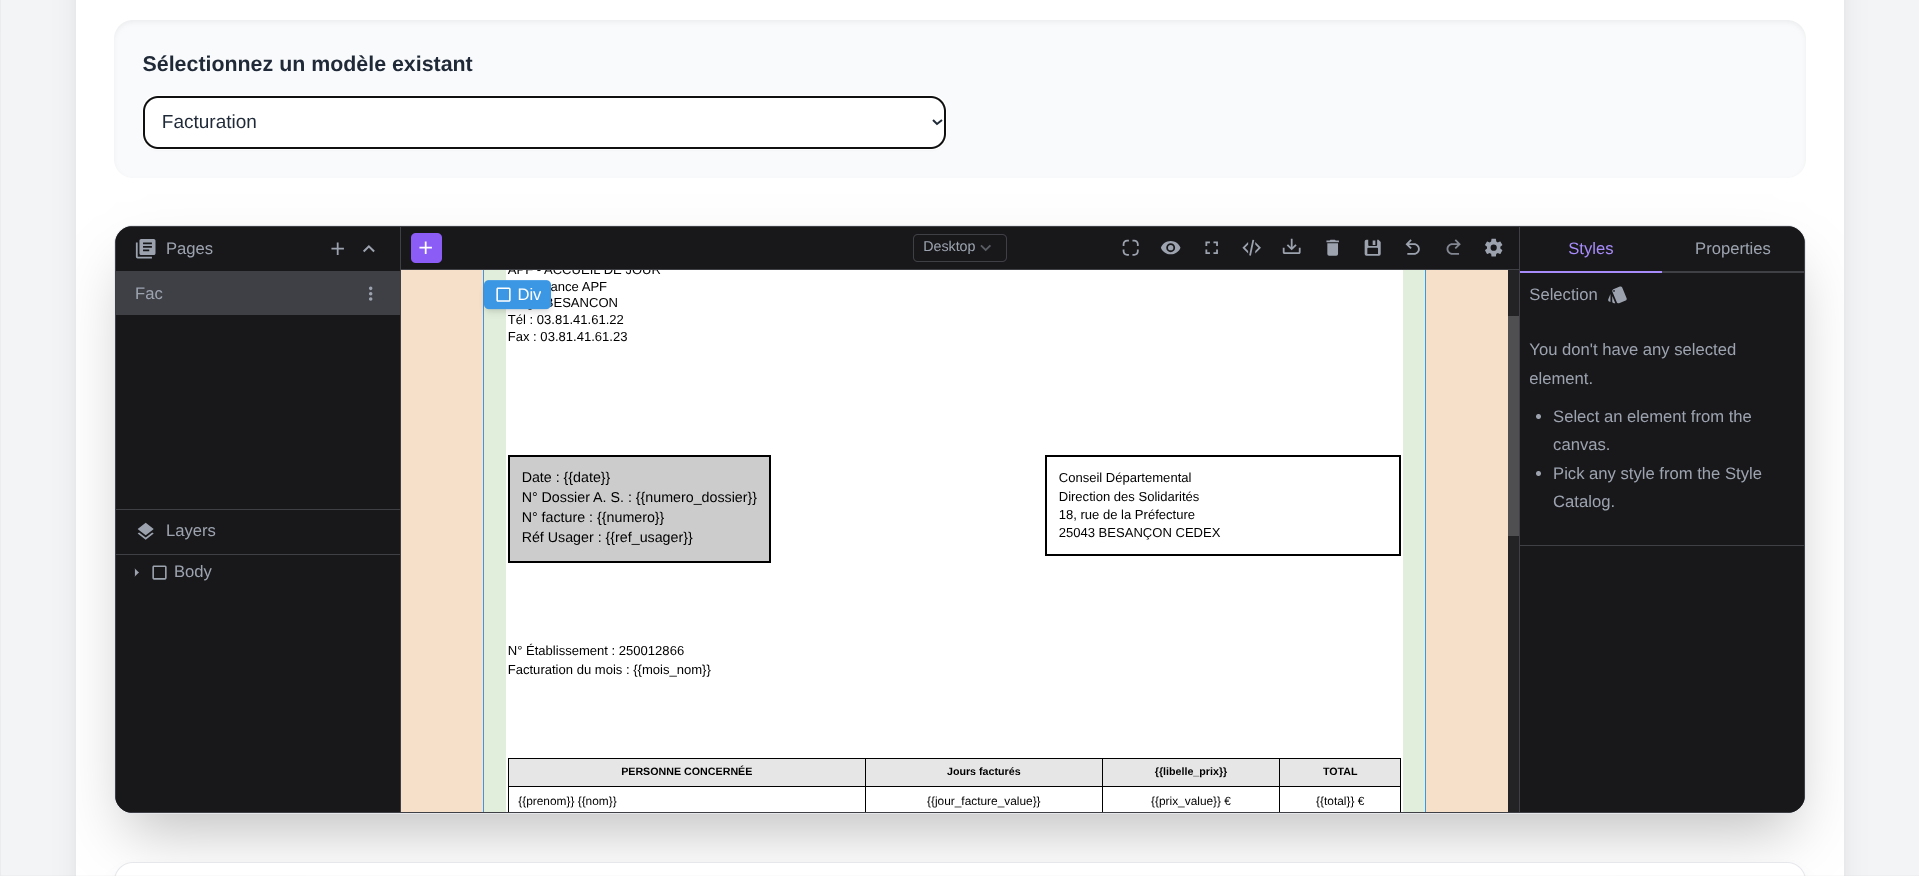 Sélectionnez un modèle existant
Facturation
Pages
Fac
Layers
Body
Desktop
Styles
Properties
Selection
You don't have any selected
element.
Select an element from the
canvas.
Pick any style from the Style
Catalog.
ACCUEIL DE JOUR
Div
APF
BESANCON
Tél : 03.81.41.61.22
Fax : 03.81.41.61.23
Date : {{date}}
N° Dossier A. S. : {{numero_dossier}}
N° facture : {{numero}}
Réf Usager : {{ref_usager}}
Conseil Départemental
Direction des Solidarités
18, rue de la Préfecture
25043 BESANÇON CEDEX
N° Établissement : 250012866
Facturation du mois : {{mois_nom}}
PERSONNE CONCERNÉE
Jours facturés
{{libelle_prix}}
TOTAL
{{prenom}} {{nom}}
{{jour_facture_value}}
{{prix_value}} €
{{total}} €